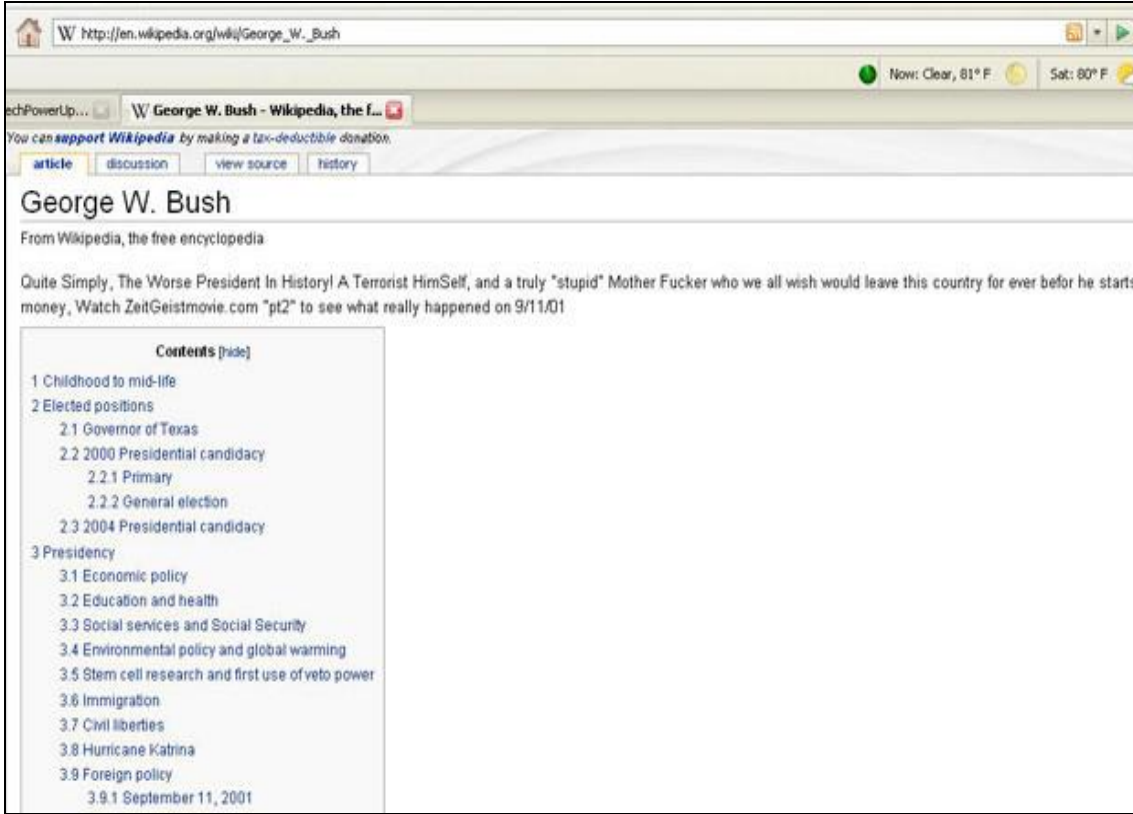 http://en.wikipedia.org/wiki/George_W._Bush
Now: Clear, 81° F Sat: 80° F
echPowerUp... W George W. Bush - Wikipedia, the f...
You can support Wikipedia by making a tax-deductible donation.
article discussion view source history
George W. Bush
From Wikipedia, the free encyclopedia
Quite Simply, The Worse President In History! A Terrorist HimSelf, and a truly "stupid" Mother Fucker who we all wish would leave this country for ever befor he starts
money, Watch ZeitGeistmovie.com "pt2" to see what really happened on 9/11/01
Contents [hide]
1 Childhood to mid-life
2 Elected positions
2.1 Governor of Texas
2.2 2000 Presidential candidacy
2.2.1 Primary
2.2.2 General election
2.3 2004 Presidential candidacy
3 Presidency
3.1 Economic policy
3.2 Education and health
3.3 Social services and Social Security
3.4 Environmental policy and global warming
3.5 Stem cell research and first use of veto power
3.6 Immigration
3.7 Civil liberties
3.8 Hurricane Katrina
3.9 Foreign policy
3.9.1 September 11, 2001